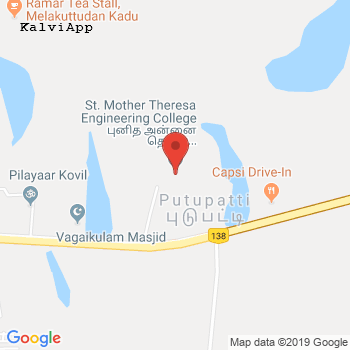 Ramar Tea Stall,
Melakuttudan Kadu
KalviApp
St. Mother Theresa
Engineering College
புனித அன்னை
தெ...
Pilayaar Kovil
Capsi Drive-In
Putupatti
புதுபட்டி
Vagaikulam Masjid
138
Google
Map data ©2019 Google